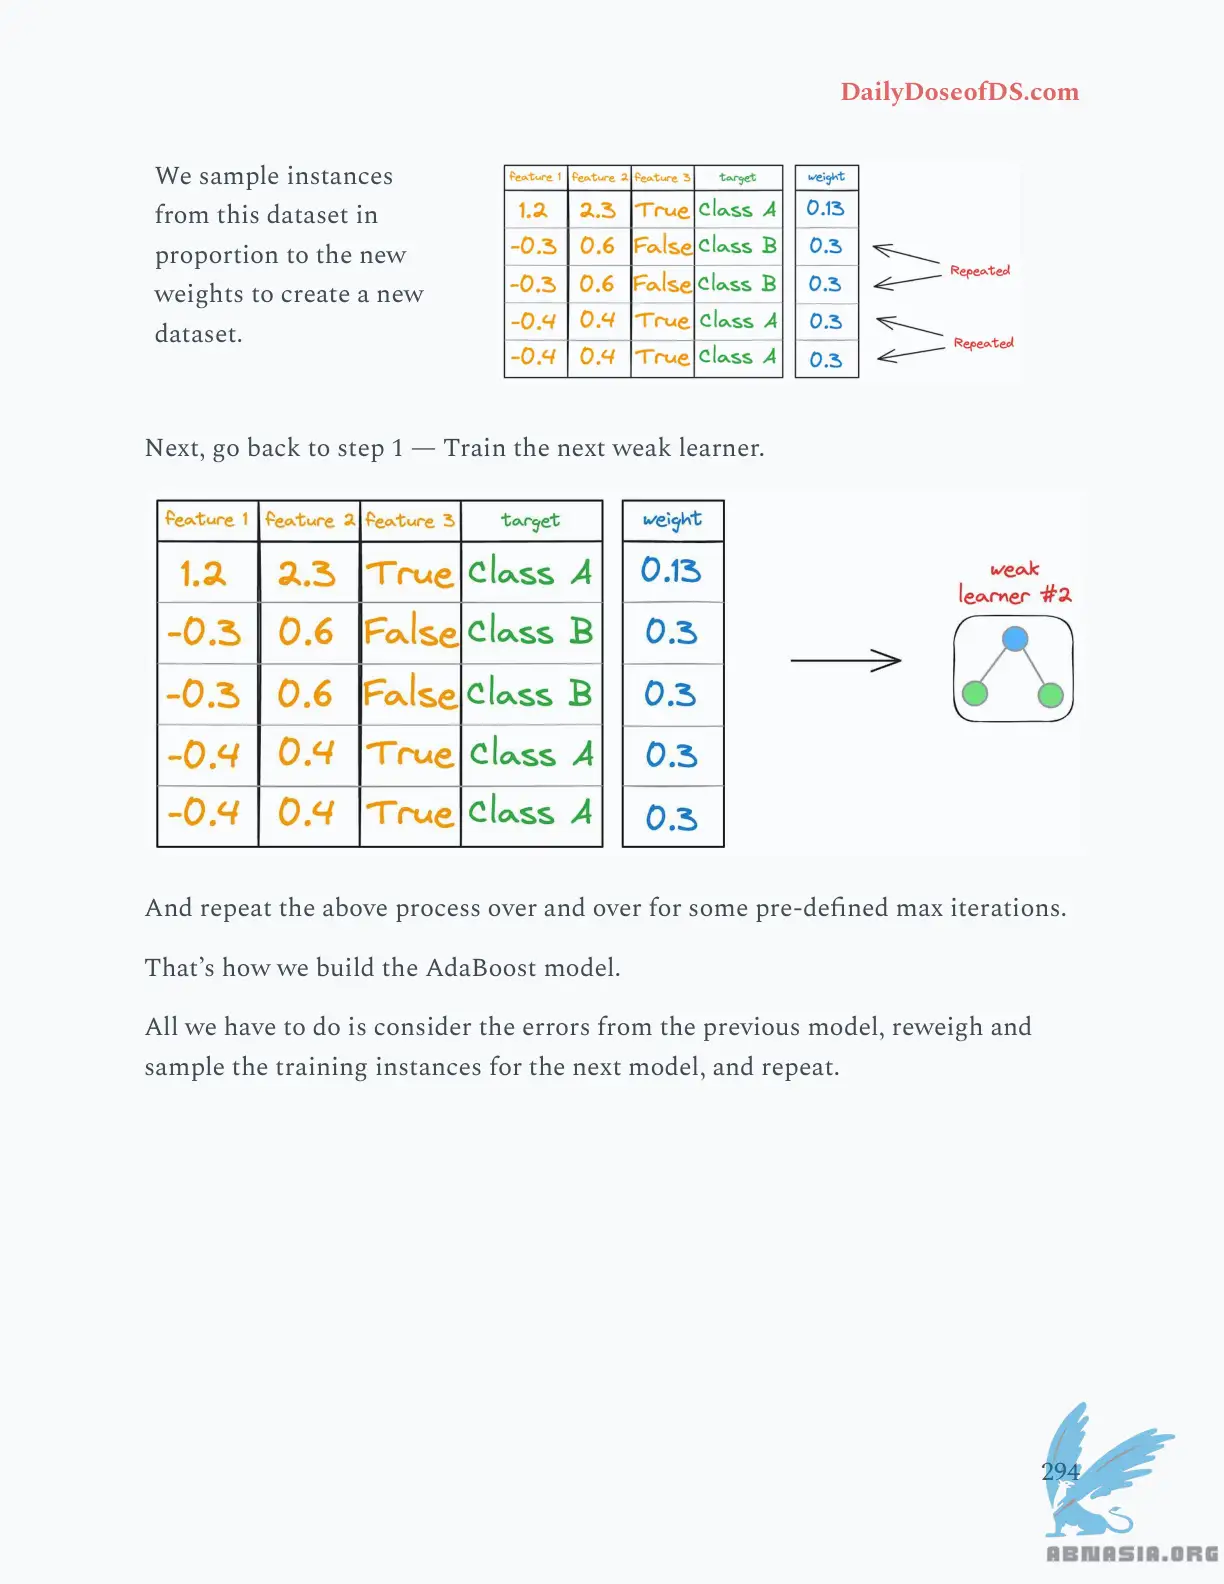 DailyDoseofDS.com
We sample instances
from this dataset in
proportion to the new
weights to create a new
dataset.
feature 1 feature 2 feature 3 target weight
1.2 2.3 True Class A 0.13
-0.3 0.6 False Class B 0.3
-0.3 0.6 False Class B 0.3
Repeated
-0.4 0.4 True Class A 0.3
-0.4 0.4 True Class A 0.3
Repeated
Next, go back to step 1 — Train the next weak learner.
feature 1 feature 2 feature 3 target weight
1.2 2.3 True Class A 0.13
-0.3 0.6 False Class B 0.3
-0.3 0.6 False Class B 0.3
-0.4 0.4 True Class A 0.3
-0.4 0.4 True Class A 0.3
weak
learner #2
And repeat the above process over and over for some pre-defined max iterations.
That’s how we build the AdaBoost model.
All we have to do is consider the errors from the previous model, reweigh and
sample the training instances for the next model, and repeat.
294
ABNASIA.ORG